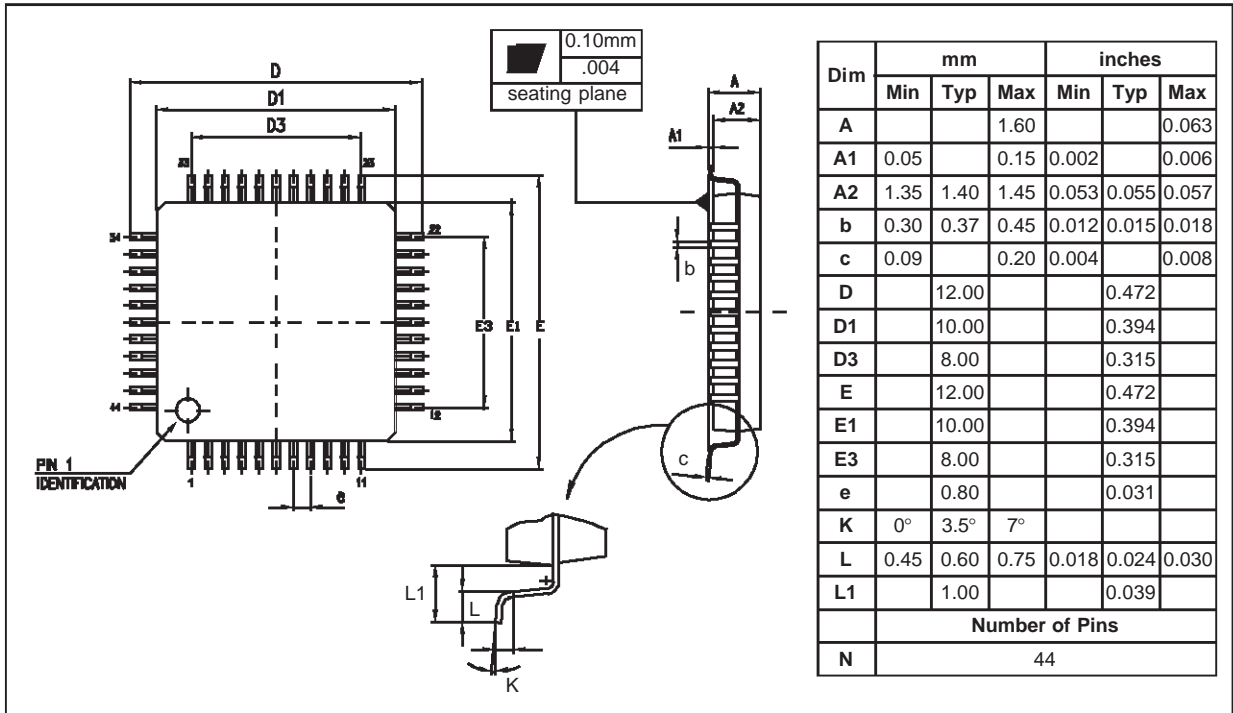 0.10mm
.004
seating plane
D
D1
D3
A
A2
A1
33
23
34
22
b
E3
E1
E
44
12
PIN 1
IDENTIFICATION
1
11
e
c
L1
L
K
Dim mm inches
Min Typ Max Min Typ Max
A 1.60 0.063
A1 0.05 0.15 0.002 0.006
A2 1.35 1.40 1.45 0.053 0.055 0.057
b 0.30 0.37 0.45 0.012 0.015 0.018
c 0.09 0.20 0.004 0.008
D 12.00 0.472
D1 10.00 0.394
D3 8.00 0.315
E 12.00 0.472
E1 10.00 0.394
E3 8.00 0.315
e 0.80 0.031
K 0° 3.5° 7°
L 0.45 0.60 0.75 0.018 0.024 0.030
L1 1.00 0.039
Number of Pins
N 44